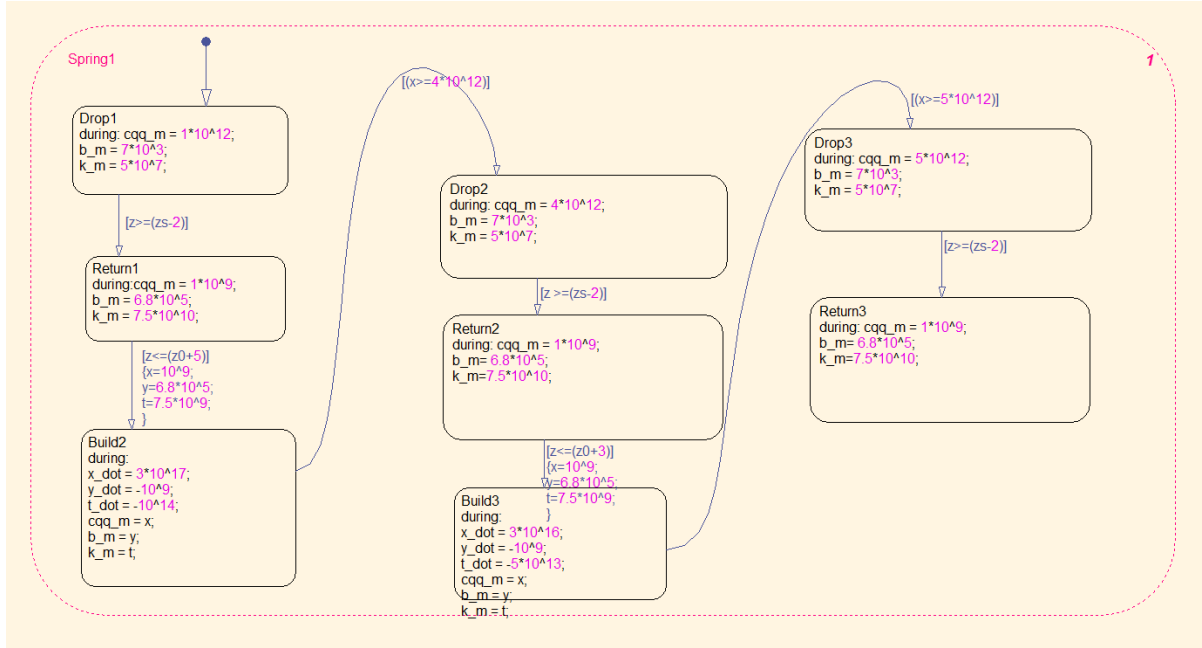 Spring1
1
Drop1
during: cqq_m = 1*10^12;
b_m = 7*10^3;
k_m = 5*10^7;
[z>=(zs-2)]
Return1
during:cqq_m = 1*10^9;
b_m = 6.8*10^5;
k_m = 7.5*10^10;
[z<=(z0+5)]
{x=10^9;
y=6.8*10^5;
t=7.5*10^9;
}
Build2
during:
x_dot = 3*10^17;
y_dot = -10^9;
t_dot = -10^14;
cqq_m = x;
b_m = y;
k_m = t;
[(x>=4*10^12)]
Drop2
during: cqq_m = 4*10^12;
b_m = 7*10^3;
k_m = 5*10^7;
[z >=(zs-2)]
Return2
during: cqq_m = 1*10^9;
b_m= 6.8*10^5;
k_m=7.5*10^10;
[z<=(z0+3)]
{x=10^9;
y=6.8*10^5;
t=7.5*10^9;
}
Build3
during:
x_dot = 3*10^16;
y_dot = -10^9;
t_dot = -5*10^13;
cqq_m = x;
b_m = y;
k_m = t;
[(x>=5*10^12)]
Drop3
during: cqq_m = 5*10^12;
b_m = 7*10^3;
k_m = 5*10^7;
[z>=(zs-2)]
Return3
during: cqq_m = 1*10^9;
b_m= 6.8*10^5;
k_m=7.5*10^10;